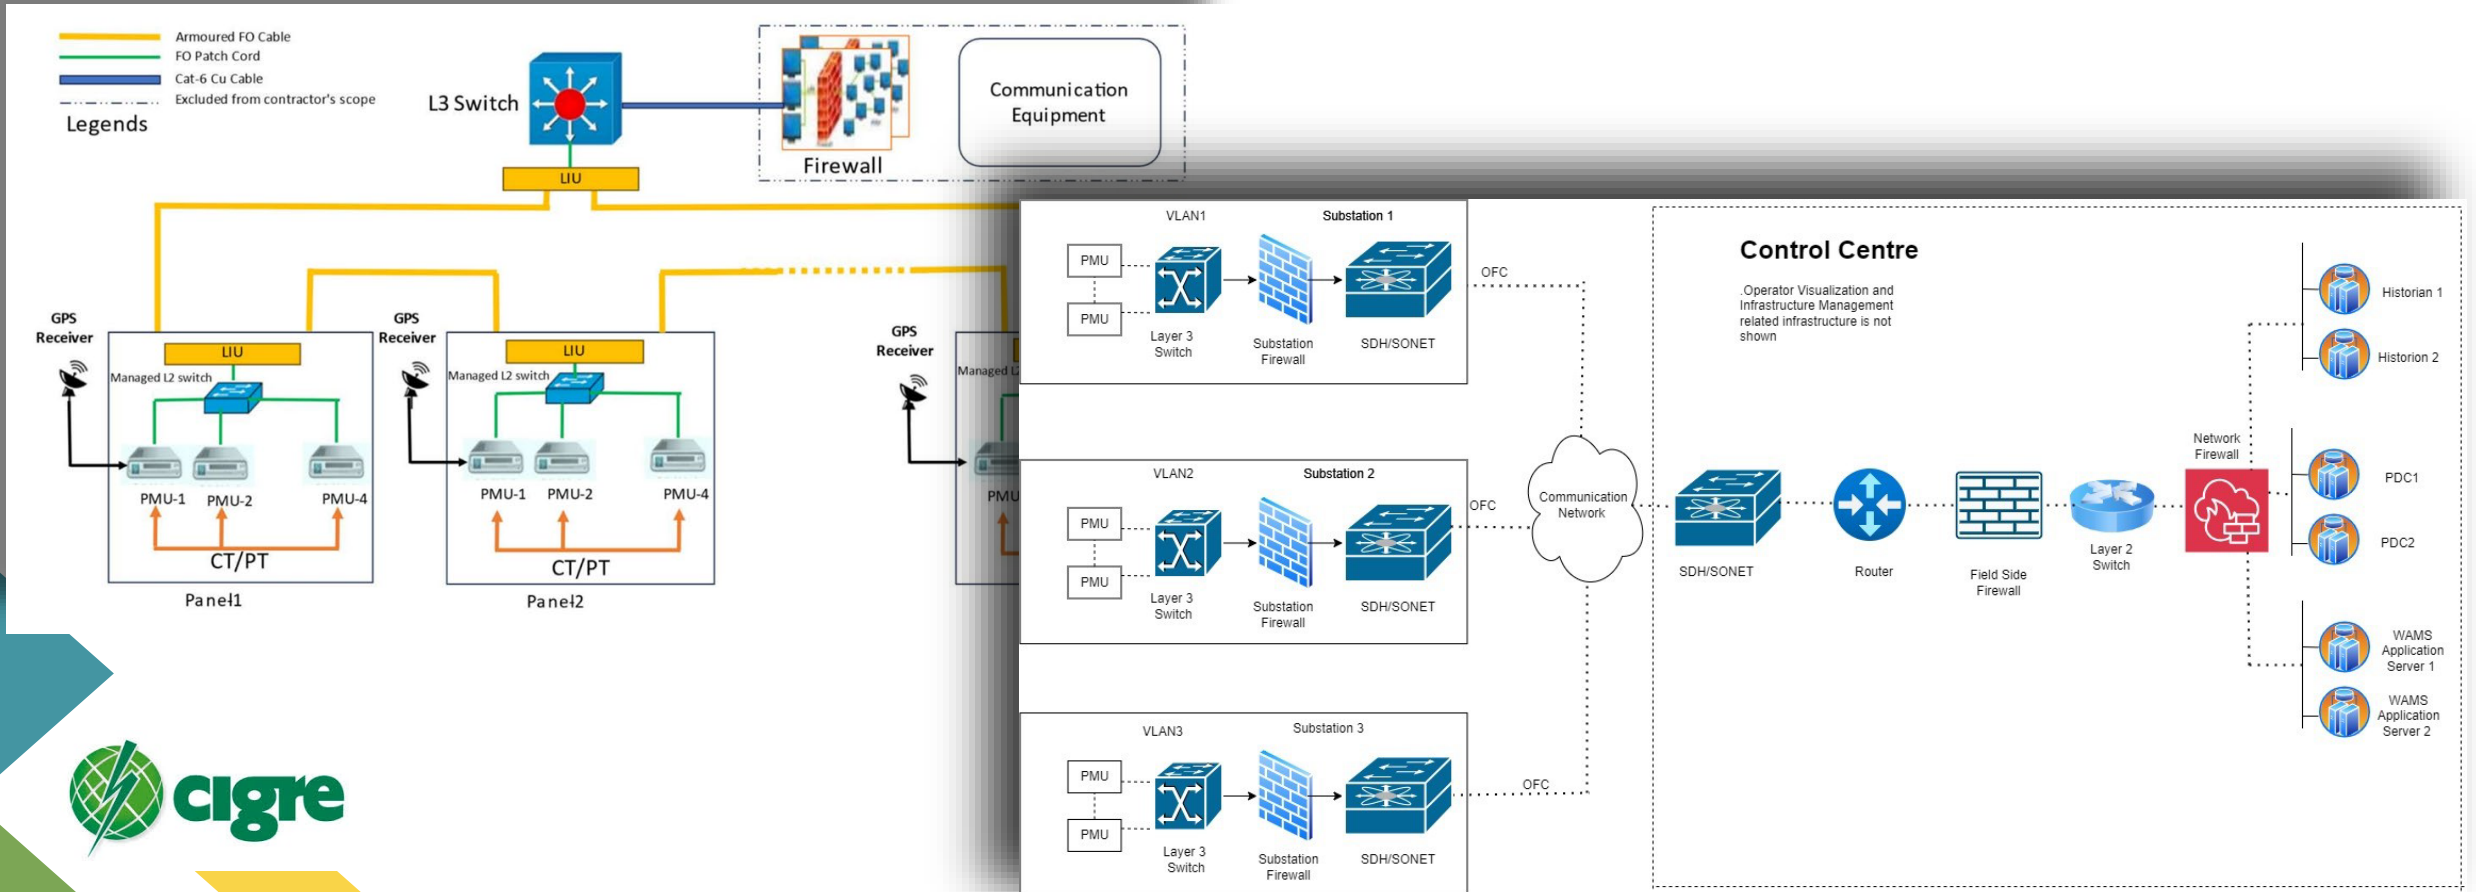 Armoured FO Cable
FO Patch Cord
Cat-6 Cu Cable
Excluded from contractor's scope
Legends
L3 Switch
LIU
Firewall
Communication
Equipment
GPS
Receiver
LIU
Managed L2 switch
PMU-1
PMU-2
PMU-4
CT/PT
Panel1
GPS
Receiver
LIU
Managed L2 switch
PMU-1
PMU-2
PMU-4
CT/PT
Panel2
GPS
Receiver
Managed
PMU
VLAN1
Substation 1
PMU
PMU
Layer 3
Switch
Substation
Firewall
SDH/SONET
OFC
VLAN2
Substation 2
PMU
PMU
Layer 3
Switch
Substation
Firewall
SDH/SONET
OFC
VLAN3
Substation 3
PMU
PMU
Layer 3
Switch
Substation
Firewall
SDH/SONET
OFC
Communication
Network
Control Centre
.Operator Visualization and
Infrastructure Management
related infrastructure is not
shown
SDH/SONET
Router
Field Side
Firewall
Layer 2
Switch
Network
Firewall
Historian 1
Historion 2
PDC1
PDC2
WAMS
Application
Server 1
WAMS
Application
Server 2
cigre